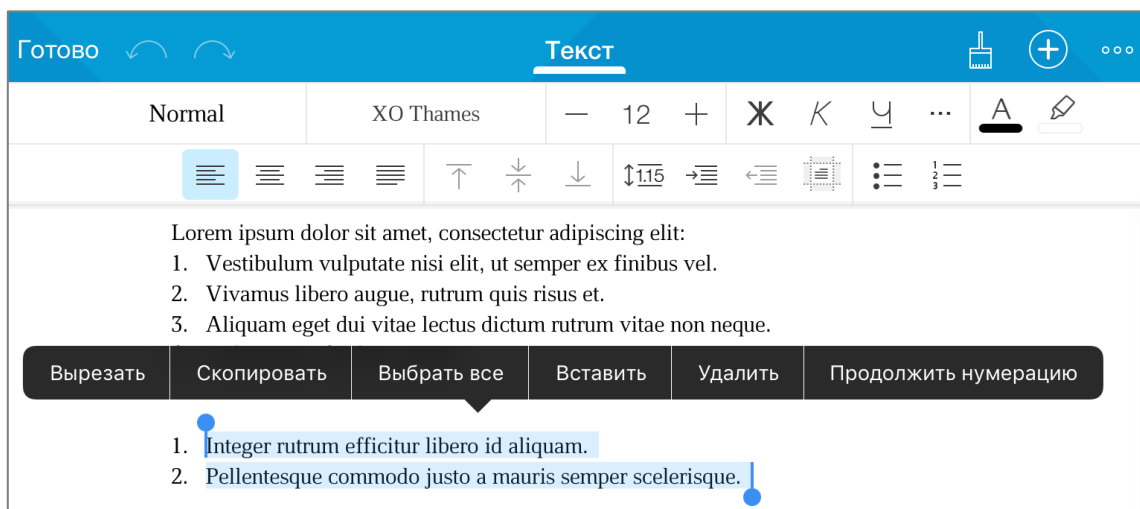 Готово Текст
Normal XO Thames — 12 + Ж К Ч ... A
1.15 1 2 3
Lorem ipsum dolor sit amet, consectetur adipiscing elit:
1. Vestibulum vulputate nisi elit, ut semper ex finibus vel.
2. Vivamus libero augue, rutrum quis risus et.
3. Aliquam eget dui vitae lectus dictum rutrum vitae non neque.
Вырезать Скопировать Выбрать все Вставить Удалить Продолжить нумерацию
1. Integer rutrum efficitur libero id aliquam.
2. Pellentesque commodo justo a mauris semper scelerisque.